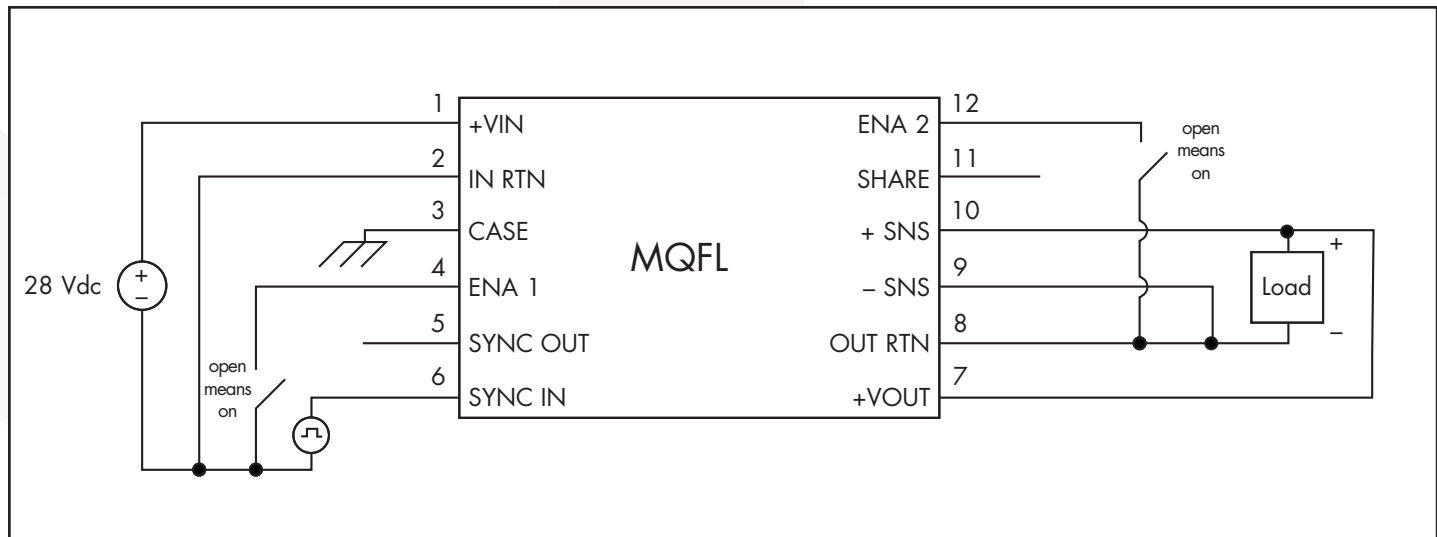 1
+VIN
2
IN RTN
3
CASE
4
ENA 1
5
SYNC OUT
6
SYNC IN
28 Vdc
+
–
open
means
on
MQFL
12
ENA 2
11
SHARE
10
+ SNS
9
– SNS
8
OUT RTN
7
+VOUT
open
means
on
+
Load
–